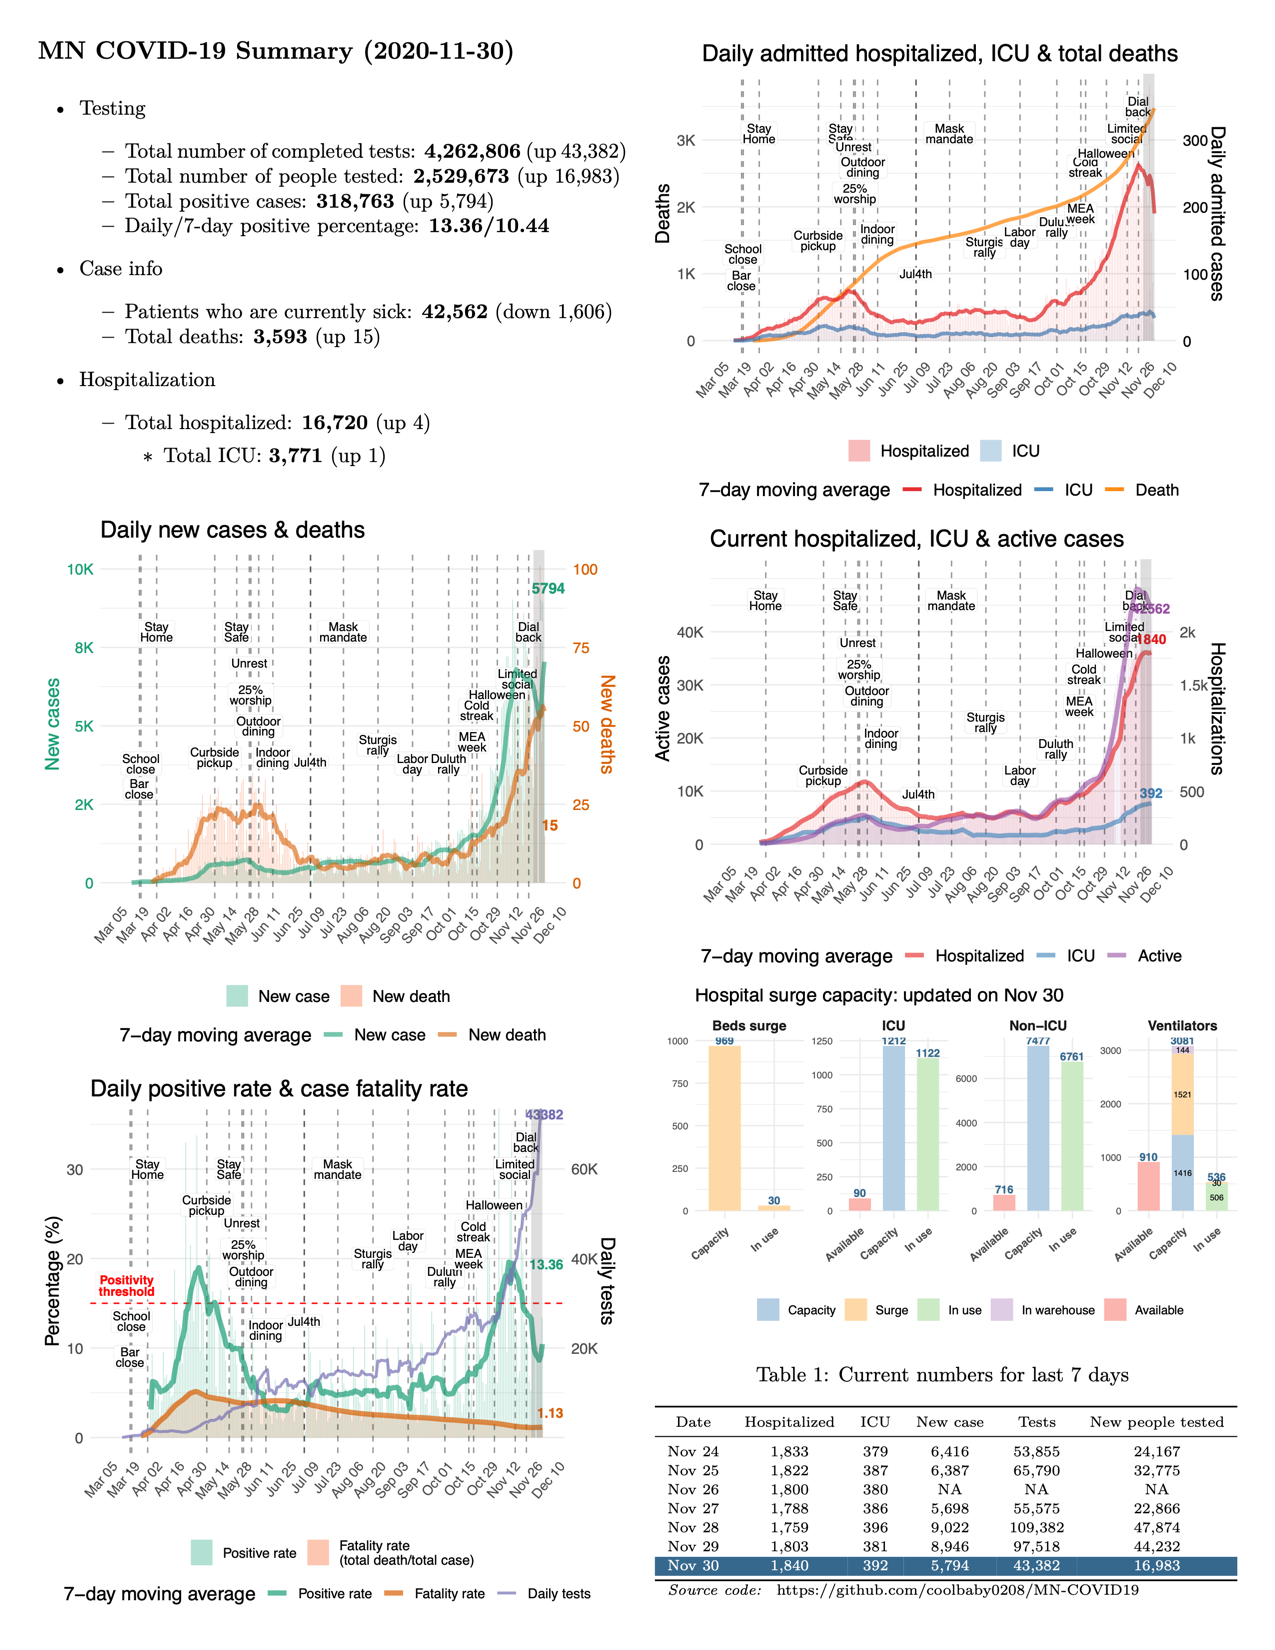 MN COVID-19 Summary (2020-11-30)
• Testing
– Total number of completed tests: 4,262,806 (up 43,382)
– Total number of people tested: 2,529,673 (up 16,983)
– Total positive cases: 318,763 (up 5,794)
– Daily/7-day positive percentage: 13.36/10.44
• Case info
– Patients who are currently sick: 42,562 (down 1,606)
– Total deaths: 3,593 (up 15)
• Hospitalization
– Total hospitalized: 16,720 (up 4)
∗ Total ICU: 3,771 (up 1)
Daily admitted hospitalized, ICU & total deaths
Deaths
3K
2K
1K
0
Daily admitted cases
300
200
100
0
School close
Bar close
Stay Home
Curbside pickup
Stay Safe
Unrest
Outdoor dining
25% worship
Indoor dining
Jul4th
Mask mandate
Sturgis rally
Labor day
Duluth rally
MEA week
Cold streak
Halloween
Limited social
Dial back
Mar 05
Mar 19
Apr 02
Apr 16
Apr 30
May 14
May 28
Jun 11
Jun 25
Jul 09
Jul 23
Aug 06
Aug 20
Sep 03
Sep 17
Oct 01
Oct 15
Oct 29
Nov 12
Nov 26
Dec 10
Hospitalized ICU
7−day moving average Hospitalized ICU Death
Daily new cases & deaths
New cases
10K
8K
5K
2K
0
New deaths
100
75
50
25
0
5794
15
School close
Bar close
Stay Home
Curbside pickup
Stay Safe
Unrest
25% worship
Outdoor dining
Indoor dining
Jul4th
Mask mandate
Sturgis rally
Labor day
Duluth rally
MEA week
Cold streak
Halloween
Limited social
Dial back
Mar 05
Mar 19
Apr 02
Apr 16
Apr 30
May 14
May 28
Jun 11
Jun 25
Jul 09
Jul 23
Aug 06
Aug 20
Sep 03
Sep 17
Oct 01
Oct 15
Oct 29
Nov 12
Nov 26
Dec 10
New case New death
7−day moving average New case New death
Current hospitalized, ICU & active cases
Active cases
40K
30K
20K
10K
0
Hospitalizations
2k
1.5k
1k
500
0
42562
1840
392
Stay Home
Curbside pickup
Stay Safe
Unrest
25% worship
Outdoor dining
Indoor dining
Jul4th
Mask mandate
Sturgis rally
Labor day
Duluth rally
MEA week
Cold streak
Halloween
Limited social
Dial back
Mar 05
Mar 19
Apr 02
Apr 16
Apr 30
May 14
May 28
Jun 11
Jun 25
Jul 09
Jul 23
Aug 06
Aug 20
Sep 03
Sep 17
Oct 01
Oct 15
Oct 29
Nov 12
Nov 26
Dec 10
7−day moving average Hospitalized ICU Active
Daily positive rate & case fatality rate
Percentage (%)
30
20
10
0
Daily tests
60K
40K
20K
43382
13.36
1.13
Positivity threshold
School close
Bar close
Stay Home
Curbside pickup
Stay Safe
Unrest
25% worship
Outdoor dining
Indoor dining
Jul4th
Mask mandate
Sturgis rally
Labor day
Duluth rally
MEA week
Cold streak
Halloween
Limited social
Dial back
Mar 05
Mar 19
Apr 02
Apr 16
Apr 30
May 14
May 28
Jun 11
Jun 25
Jul 09
Jul 23
Aug 06
Aug 20
Sep 03
Sep 17
Oct 01
Oct 15
Oct 29
Nov 12
Nov 26
Dec 10
Positive rate Fatality rate
(total death/total case)
7−day moving average Positive rate Fatality rate Daily tests
Hospital surge capacity: updated on Nov 30
Beds surge
1000
750
500
250
0
969
30
Capacity
In use
ICU
1250
1000
750
500
250
0
90
1212
1122
Available
Capacity
In use
Non−ICU
6000
4000
2000
0
716
7477
6761
Available
Capacity
In use
Ventilators
3000
2000
1000
0
910
3081
144
1521
1416
536
30
506
Available
Capacity
In use
Capacity Surge In use In warehouse Available
Table 1: Current numbers for last 7 days
Date Hospitalized ICU New case Tests New people tested
Nov 24 1,833 379 6,416 53,855 24,167
Nov 25 1,822 387 6,387 65,790 32,775
Nov 26 1,800 380 NA NA NA
Nov 27 1,788 386 5,698 55,575 22,866
Nov 28 1,759 396 9,022 109,382 47,874
Nov 29 1,803 381 8,946 97,518 44,232
Nov 30 1,840 392 5,794 43,382 16,983
Source code: https://github.com/coolbaby0208/MN-COVID19